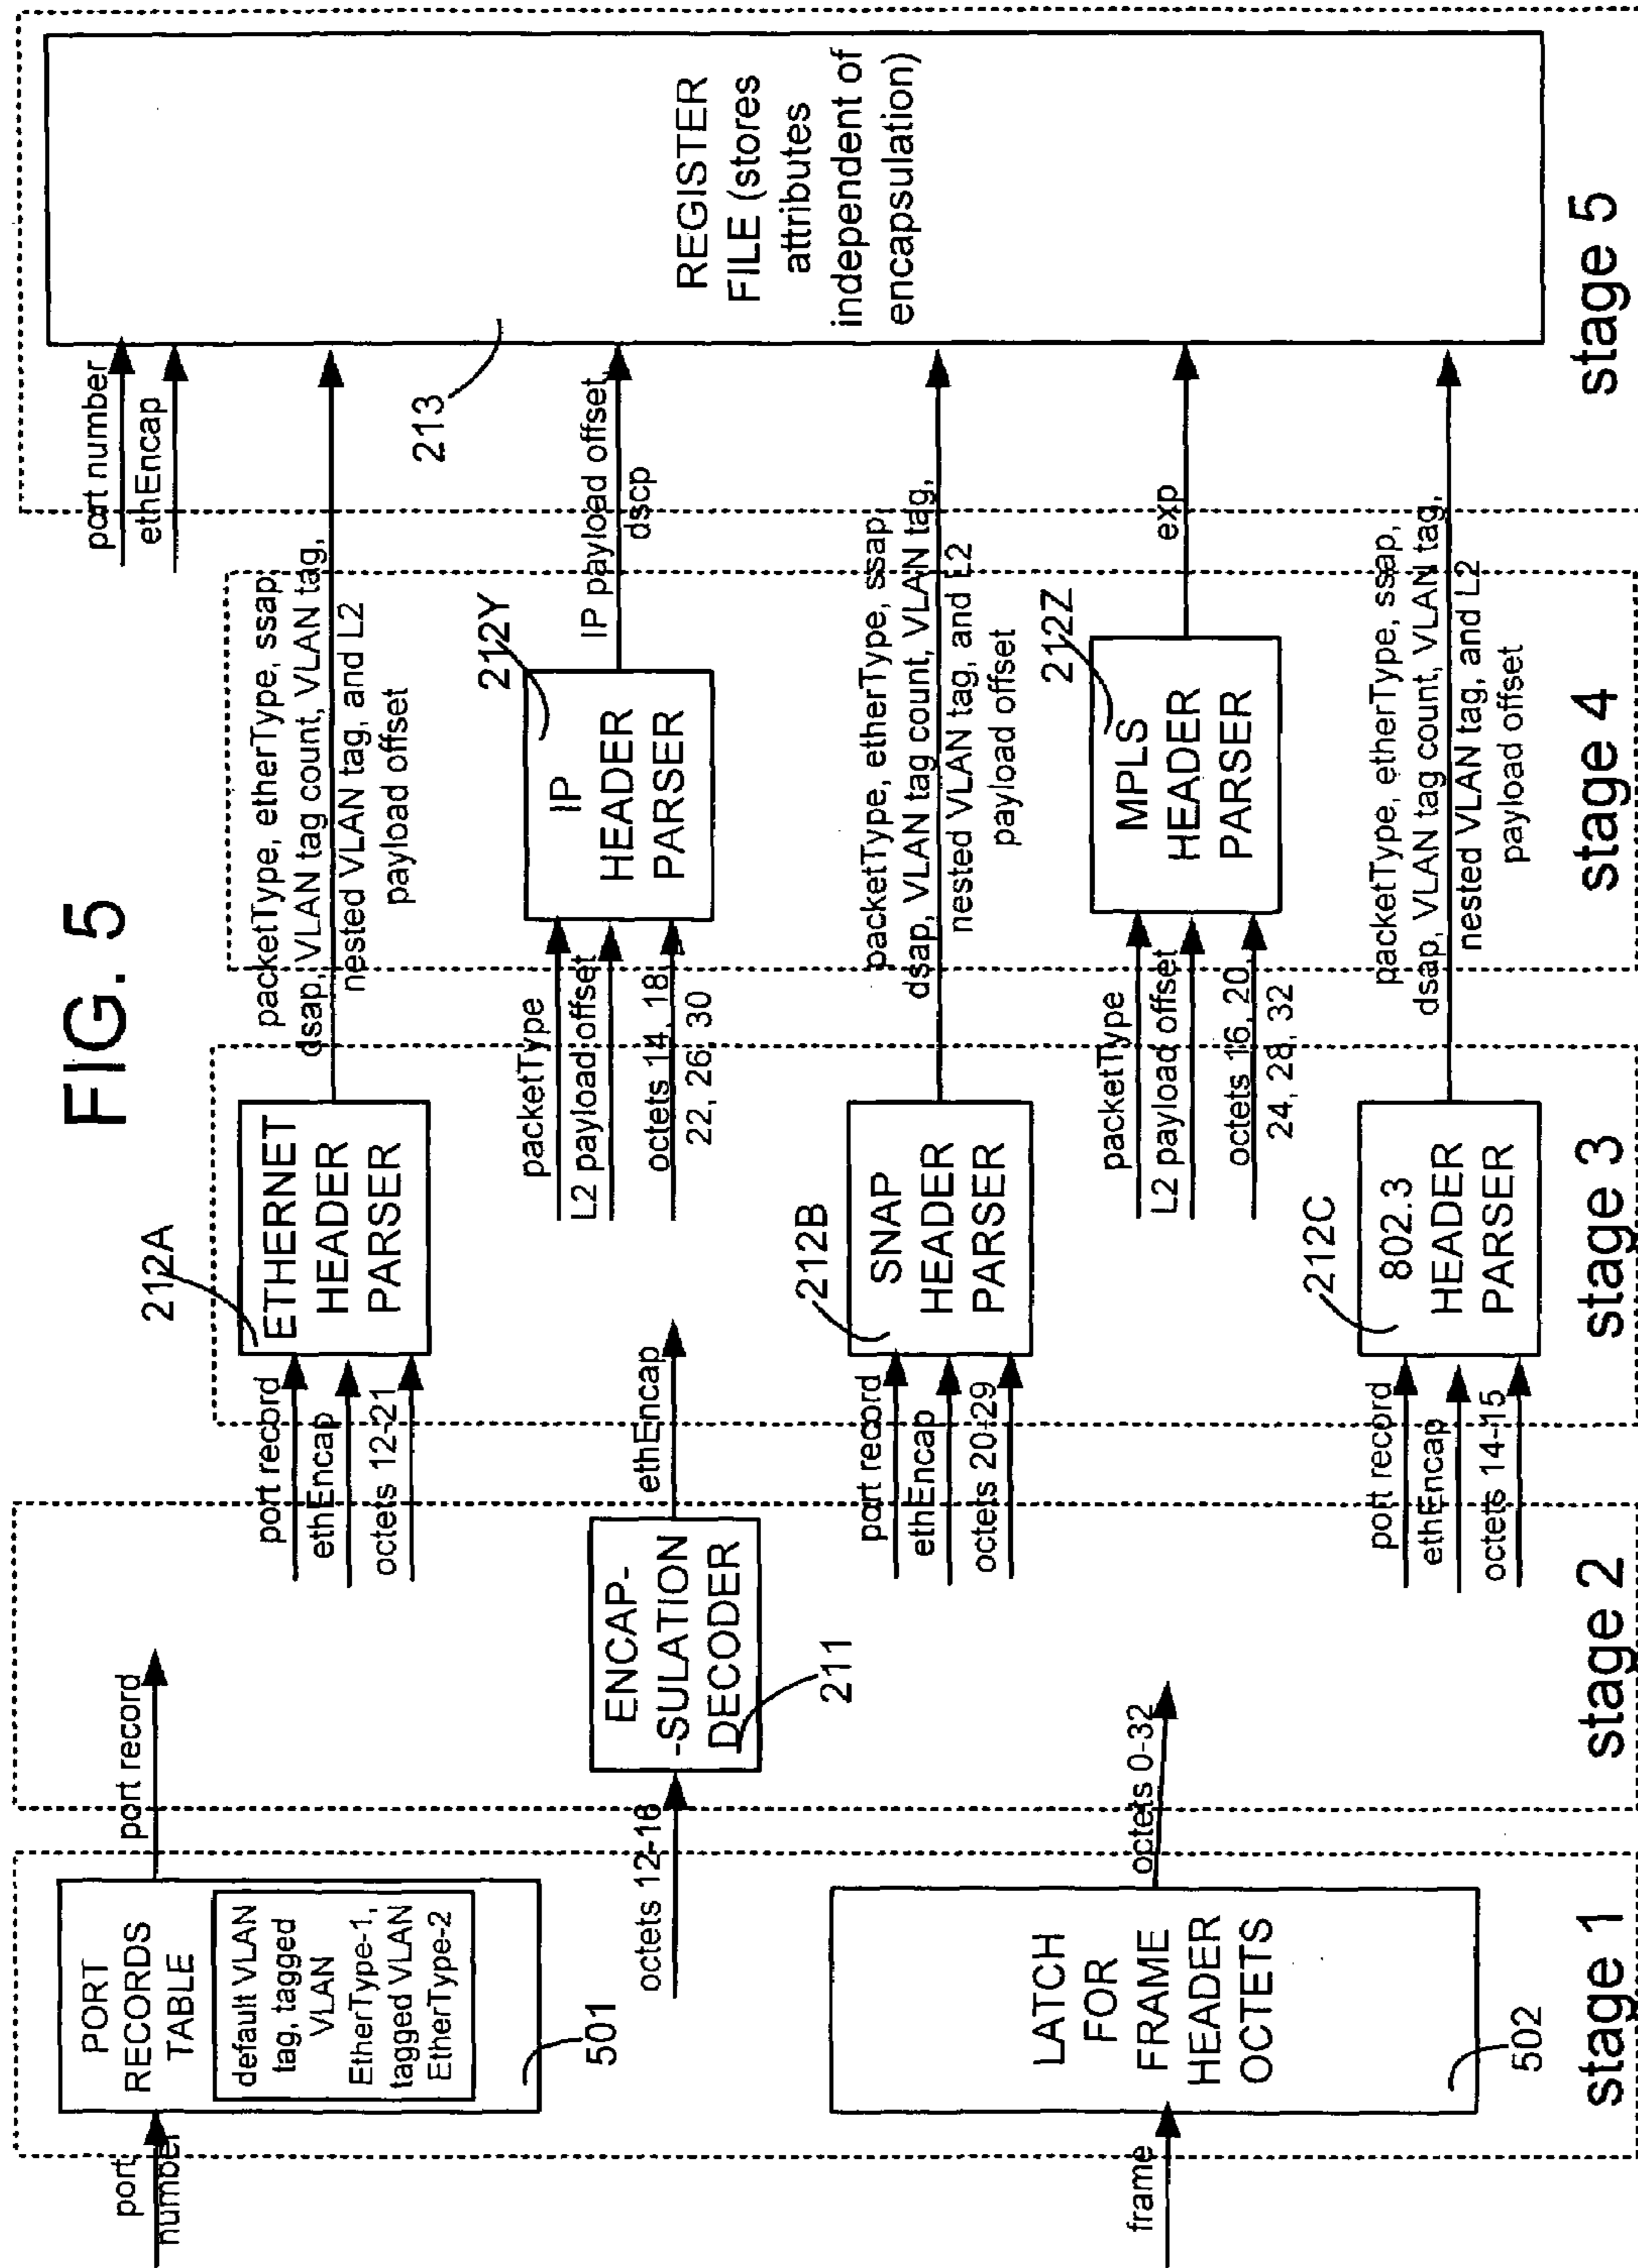 FIG. 5
port
number
PORT
RECORDS
TABLE
default VLAN
tag, tagged
VLAN
EtherType-1,
tagged VLAN
EtherType-2
501
port record
frame
LATCH
FOR
FRAME
HEADER
OCTETS
502
octets 0-32
stage 1
octets 12-16
ENCAP-
-SULATION
DECODER
211
ethEncap
stage 2
port record
ethEncap
octets 12-21
212A
ETHERNET
HEADER
PARSER
port record
ethEncap
octets 20-29
212B
SNAP
HEADER
PARSER
port record
ethEncap
octets 14-15
212C
802.3
HEADER
PARSER
stage 3
packetType, etherType, ssap
dsap, VLAN tag count, VLAN tag,
nested VLAN tag, and L2
payload offset
packetType
L2 payload offset
octets 14, 18,
22, 26, 30
212Y
IP
HEADER
PARSER
IP payload offset,
dscp
packetType, etherType, ssap
dsap, VLAN tag count, VLAN tag,
nested VLAN tag, and L2
payload offset
packetType
L2 payload offset
octets 16, 20,
24, 28, 32
212Z
MPLS
HEADER
PARSER
exp
packetType, etherType, ssap,
dsap, VLAN tag count, VLAN tag,
nested VLAN tag, and L2
payload offset
stage 4
port number
ethEncap
213
REGISTER
FILE (stores
attributes
independent of
encapsulation)
stage 5